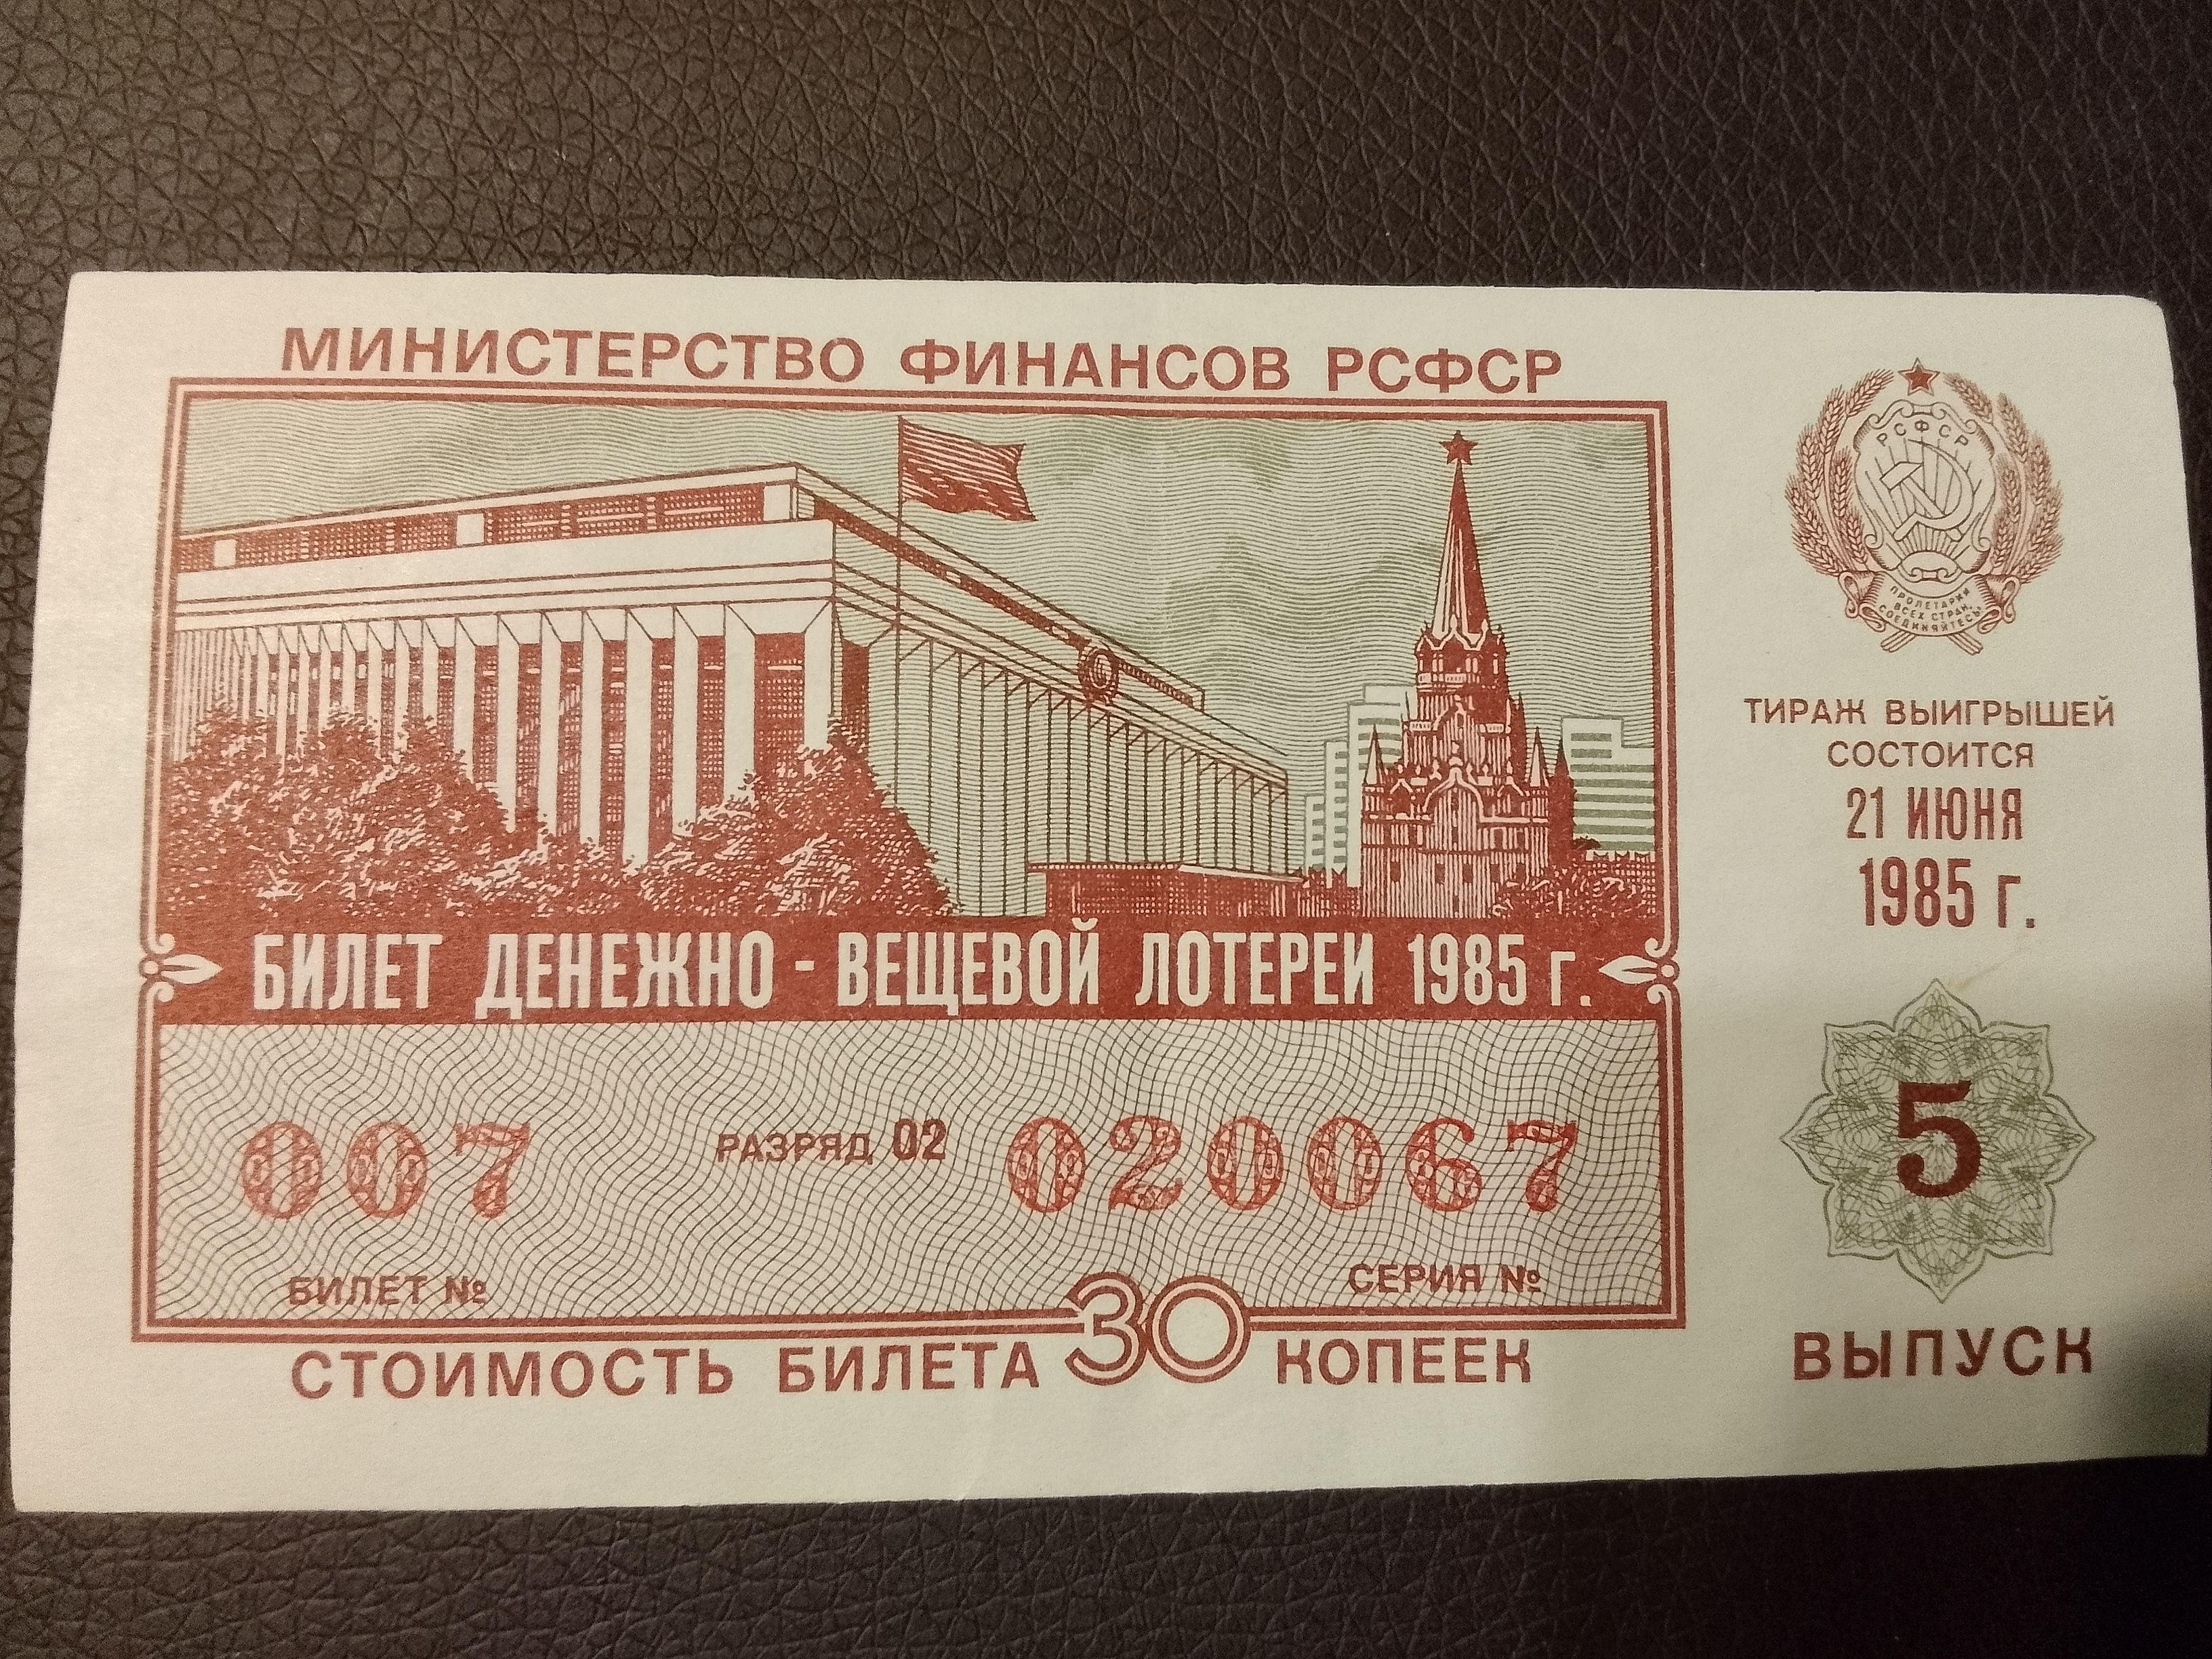 МИНИСТЕРСТВО ФИНАНСОВ РСФСР
РСФСР
ПРОЛЕТАРИИ
ВСЕХ СТРАН,
СОЕДИНЯЙТЕСЬ!
ТИРАЖ ВЫИГРЫШЕЙ
СОСТОИТСЯ
21 ИЮНЯ
1985 г.
БИЛЕТ ДЕНЕЖНО - ВЕЩЕВОЙ ЛОТЕРЕИ 1985 г.
007 РАЗРЯД 02 020067
БИЛЕТ № СЕРИЯ №
СТОИМОСТЬ БИЛЕТА 30 КОПЕЕК
5
ВЫПУСК